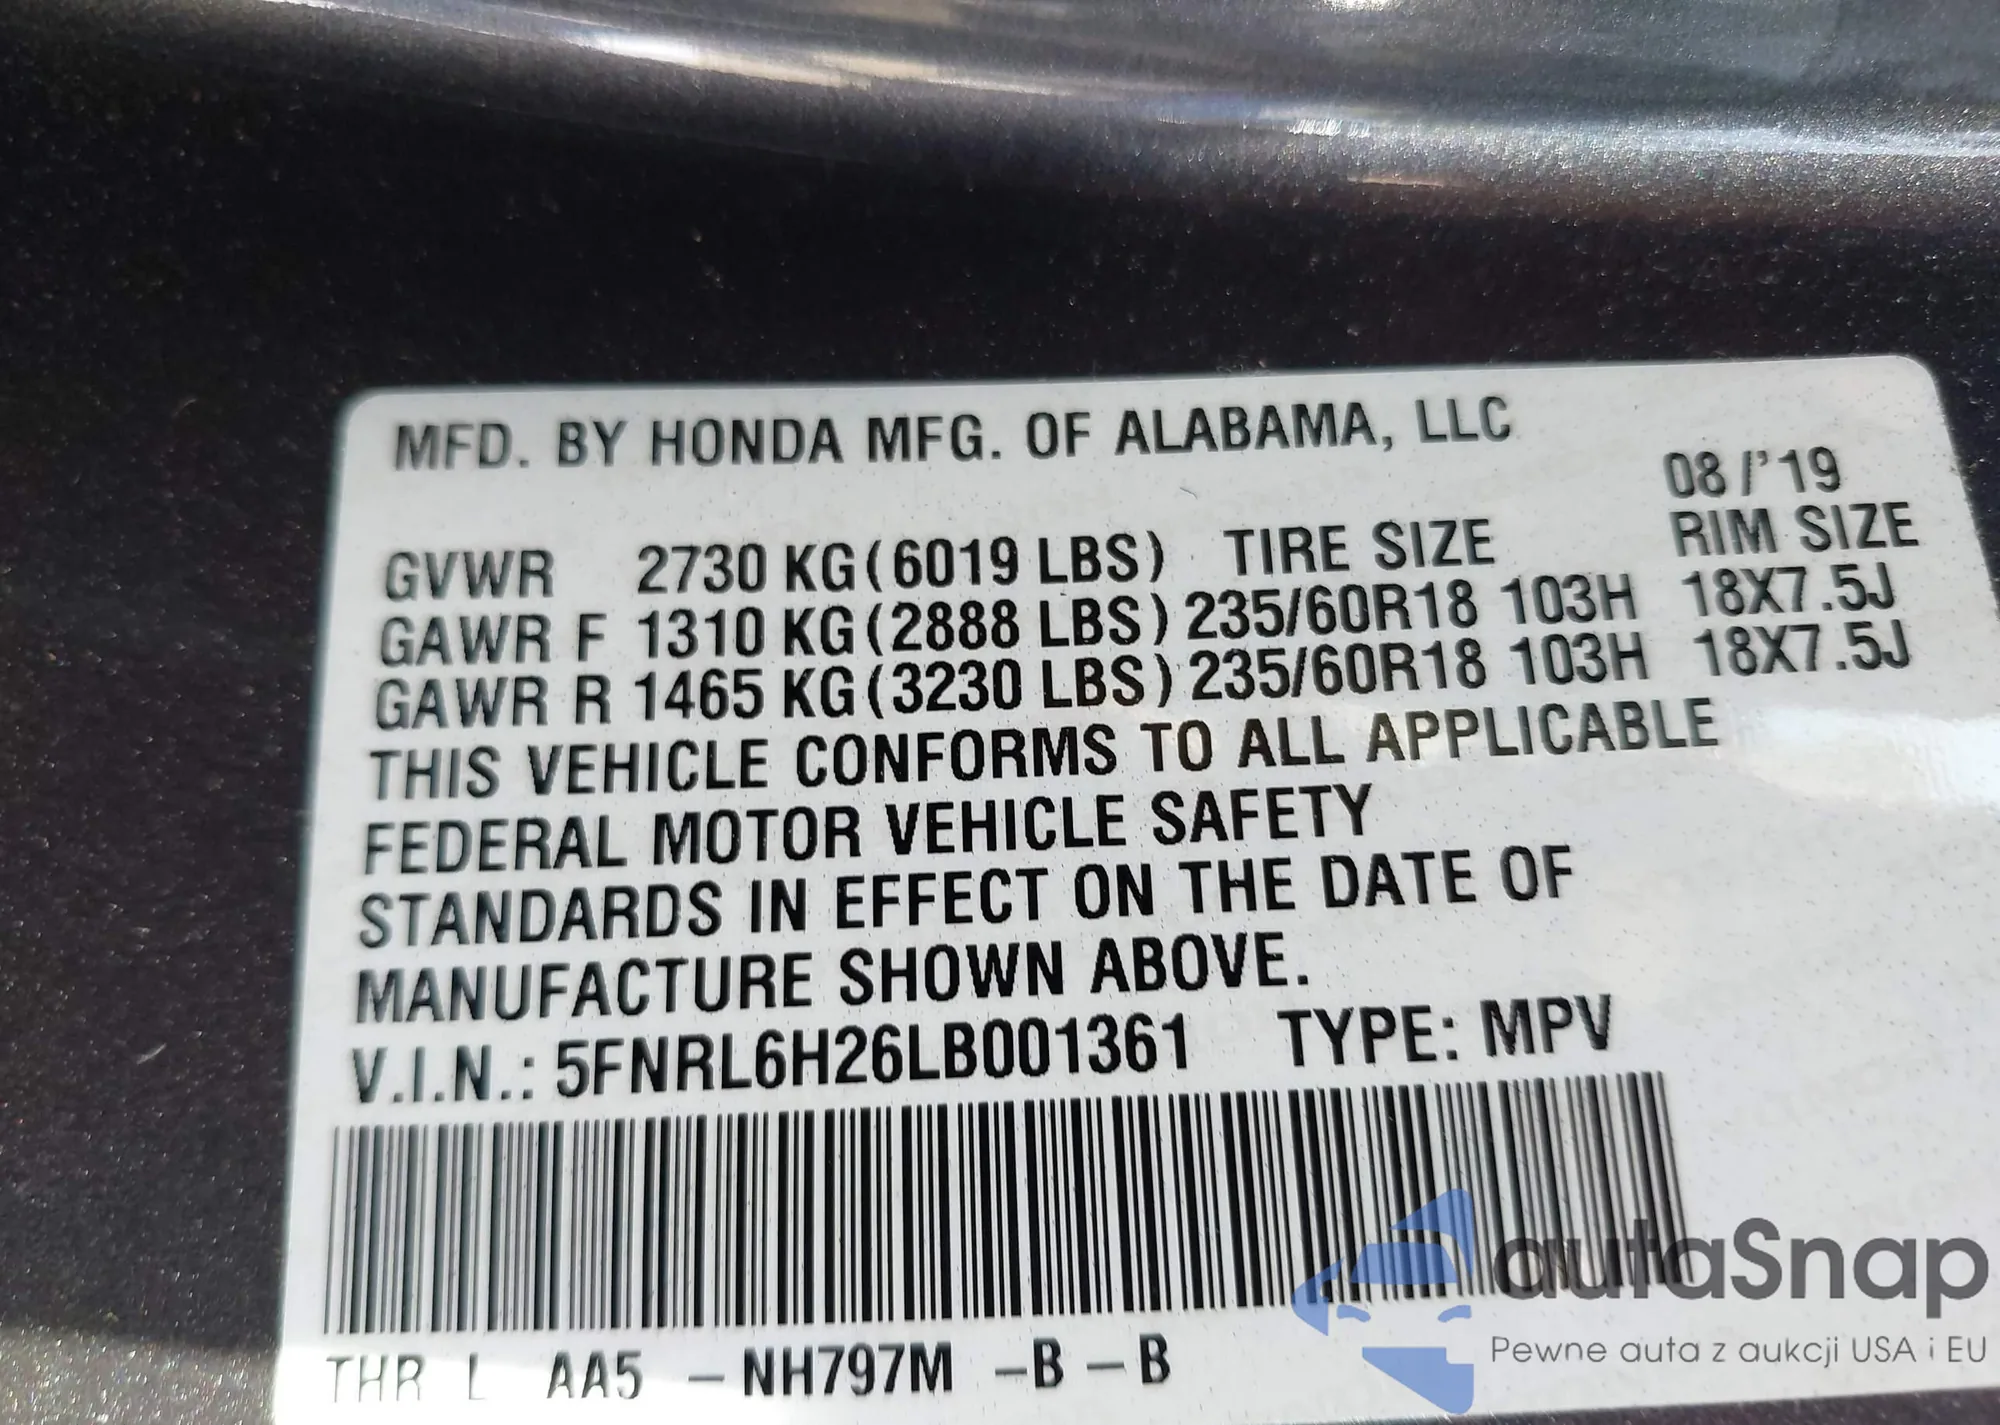 MFD. BY HONDA MFG. OF ALABAMA, LLC
08/'19
GVWR 2730 KG(6019 LBS) TIRE SIZE RIM SIZE
GAWR F 1310 KG(2888 LBS) 235/60R18 103H 18X7.5J
GAWR R 1465 KG(3230 LBS) 235/60R18 103H 18X7.5J
THIS VEHICLE CONFORMS TO ALL APPLICABLE
FEDERAL MOTOR VEHICLE SAFETY
STANDARDS IN EFFECT ON THE DATE OF
MANUFACTURE SHOWN ABOVE.
V.I.N.: 5FNRL6H26LB001361 TYPE: MPV
THR L AA5 – NH797M –B – B
autaSnap
Pewne auta z aukcji USA i EU